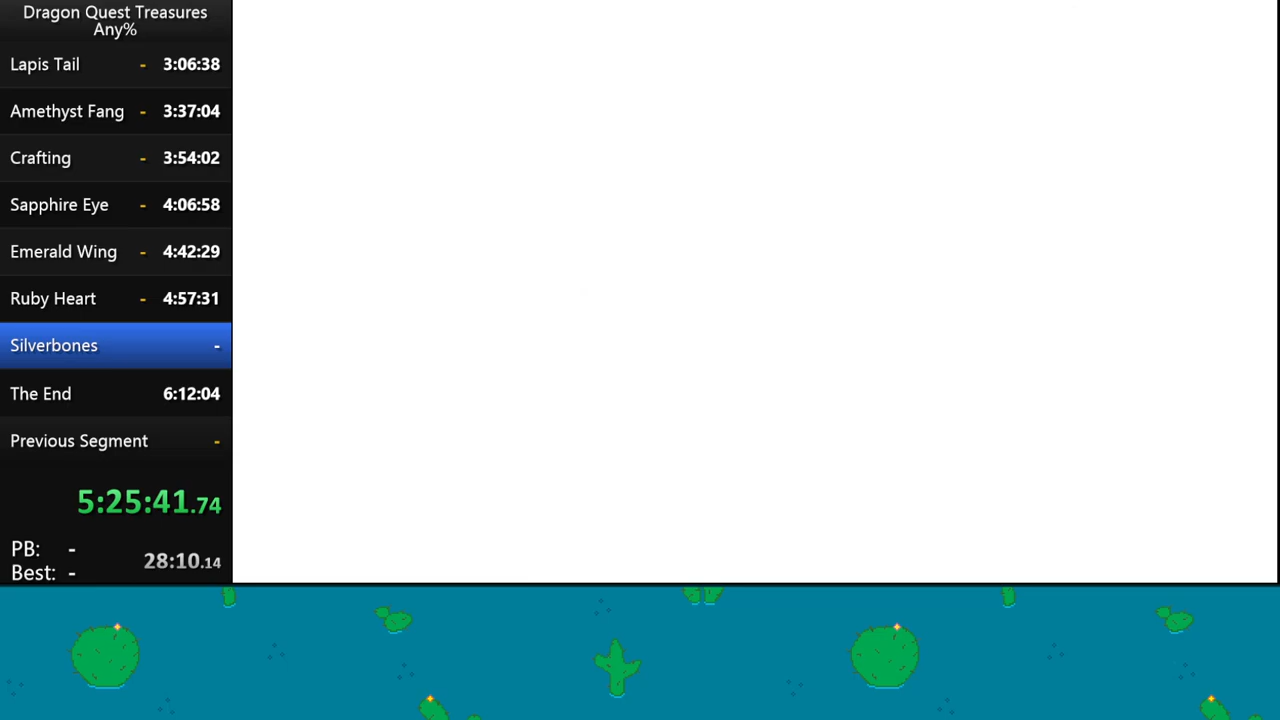 Dragon Quest Treasures
Any%
Lapis Tail - 3:06:38
Amethyst Fang - 3:37:04
Crafting - 3:54:02
Sapphire Eye - 4:06:58
Emerald Wing - 4:42:29
Ruby Heart - 4:57:31
Silverbones -
The End 6:12:04
Previous Segment -
5:25:41.74
PB: -
Best: -
28:10.14